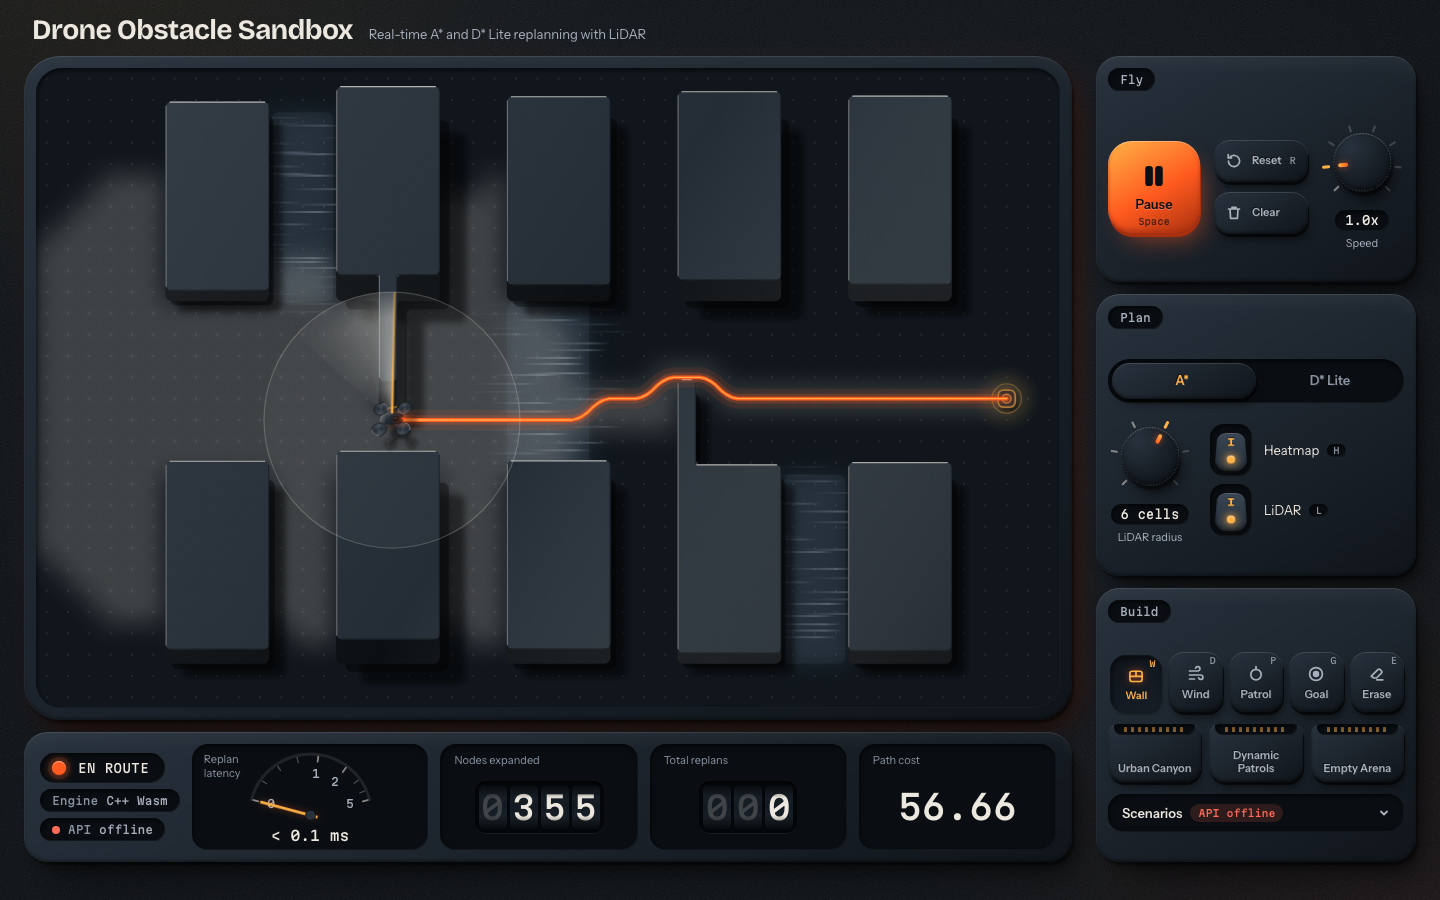 Drone Obstacle Sandbox Real-time A* and D* Lite replanning with LiDAR
Fly
Pause
Space
Reset R
Clear
1.0x
Speed
Plan
A* D* Lite
6 cells
LiDAR radius
Heatmap H
LiDAR L
Build
W
Wall
D
Wind
P
Patrol
G
Goal
E
Erase
Urban Canyon
Dynamic
Patrols
Empty Arena
Scenarios API offline
EN ROUTE
Engine C++ Wasm
API offline
Replan
latency
0 1 2 5
< 0.1 ms
Nodes expanded
0355
Total replans
000
Path cost
56.66